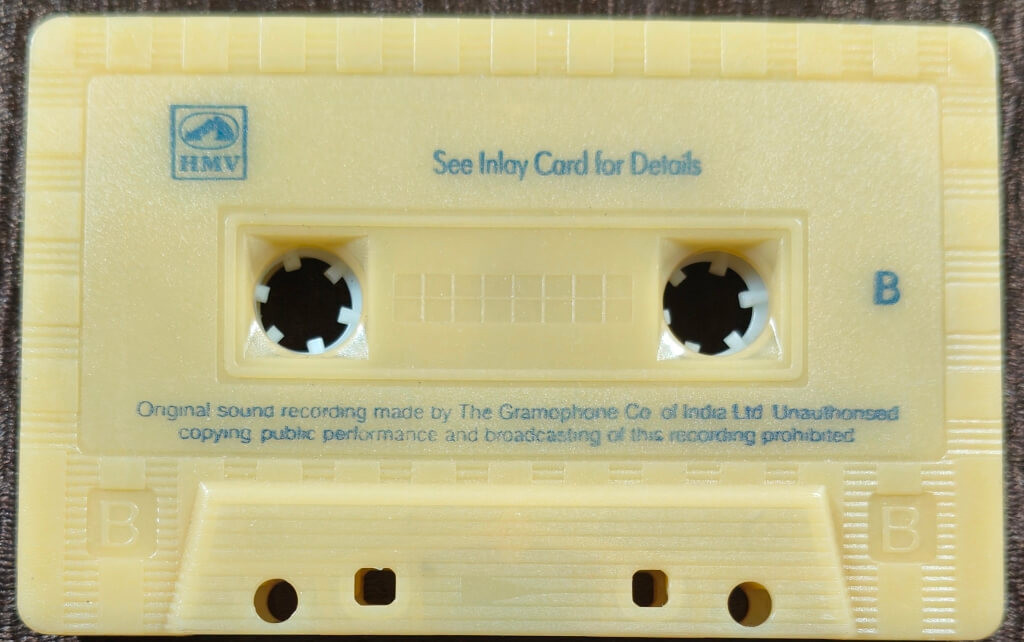 HMV
See Inlay Card for Details
B
Original sound recording made by The Gramophone Co of India Ltd Unauthorised
copying public performance and broadcasting of this recording prohibited
B
B